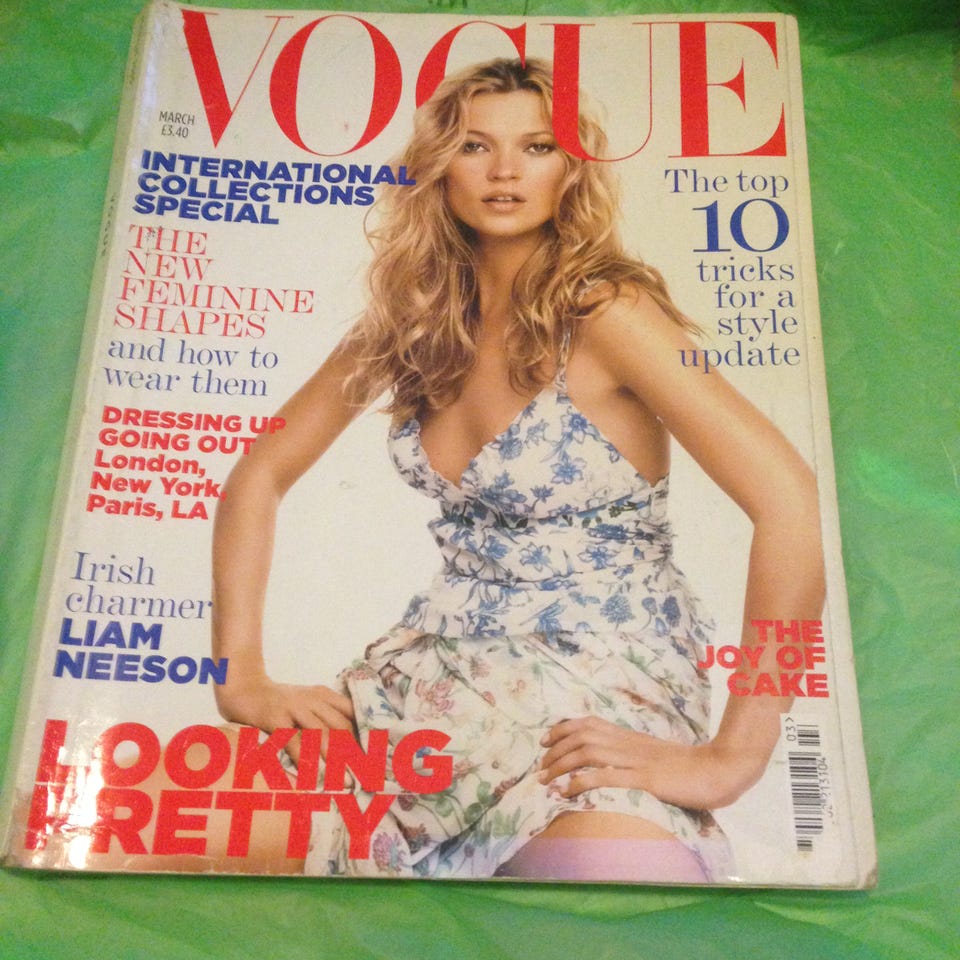 VOGUE
MARCH
£3.40
INTERNATIONAL
COLLECTIONS
SPECIAL
THE
NEW
FEMININE
SHAPES
and how to
wear them
DRESSING UP
GOING OUT
London,
New York,
Paris, LA
Irish
charmer
LIAM
NEESON
LOOKING
PRETTY
The top
10
tricks
for a
style
update
THE
JOY OF
CAKE
03>